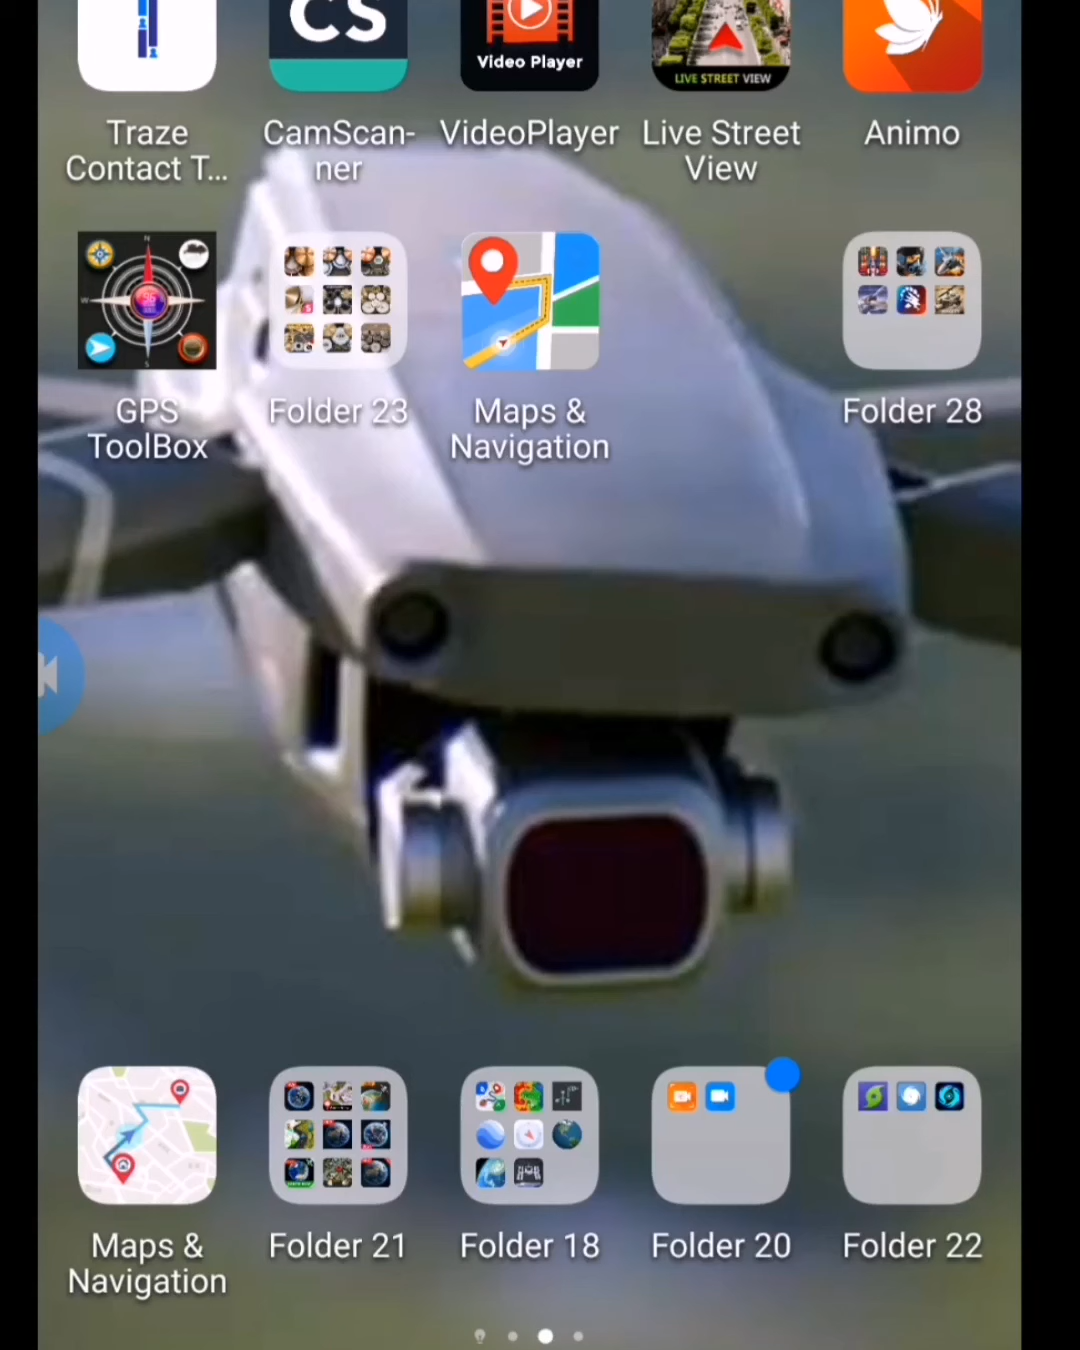 CS
Video Player
LIVE STREET VIEW
Traze
Contact T...
CamScan-
ner
VideoPlayer
Live Street
View
Animo
N
W
S
GPS
ToolBox
Folder 23
Maps &
Navigation
Folder 28
Maps &
Navigation
Folder 21
Folder 18
Folder 20
Folder 22